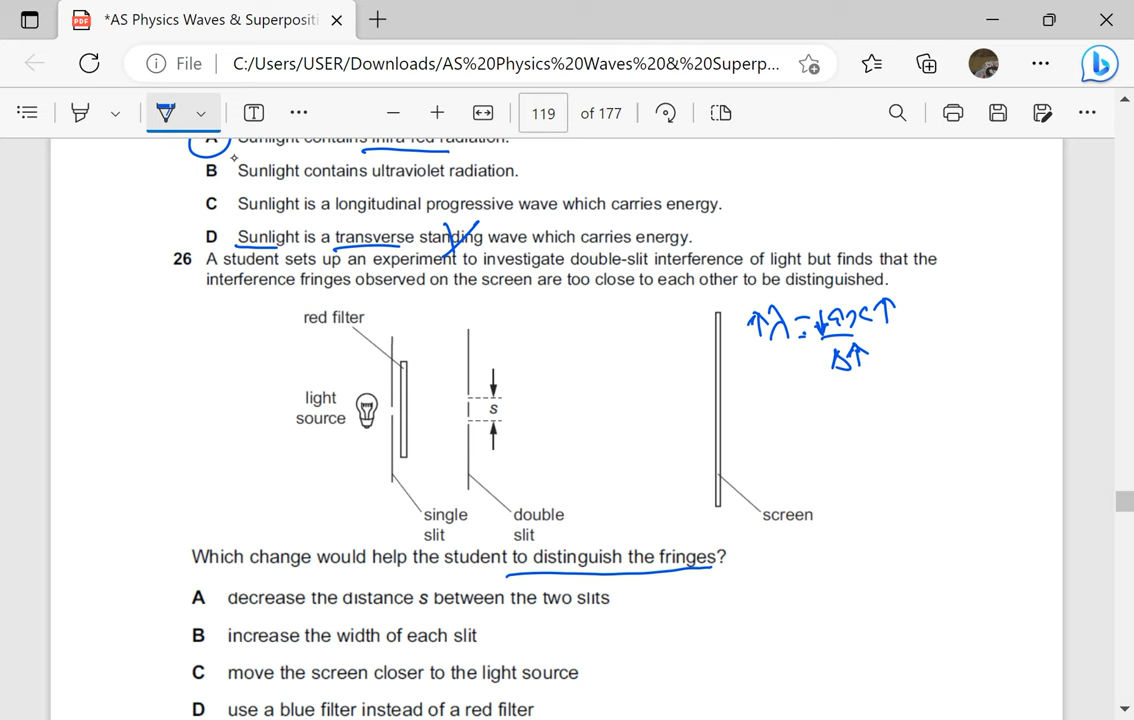 *AS Physics Waves & Superpositi
File
C:/Users/USER/Downloads/AS%20Physics%20Waves%20&%20Superp...
119 of 177
A Sunlight contains infra-red radiation.
B Sunlight contains ultraviolet radiation.
C Sunlight is a longitudinal progressive wave which carries energy.
D Sunlight is a transverse standing wave which carries energy.
26 A student sets up an experiment to investigate double-slit interference of light but finds that the
interference fringes observed on the screen are too close to each other to be distinguished.
red filter
light
source
s
single
slit
double
slit
screen
↑λ = ↓a x↑
D↑
Which change would help the student to distinguish the fringes?
A decrease the distance s between the two slits
B increase the width of each slit
C move the screen closer to the light source
D use a blue filter instead of a red filter